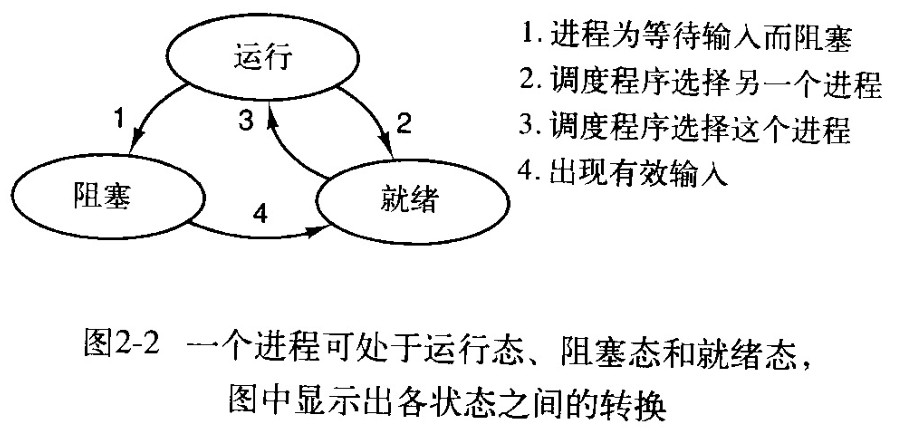 运行
1
3
2
阻塞
就绪
4
1.进程为等待输入而阻塞
2.调度程序选择另一个进程
3.调度程序选择这个进程
4.出现有效输入
图2-2 一个进程可处于运行态、阻塞态和就绪态，
图中显示出各状态之间的转换